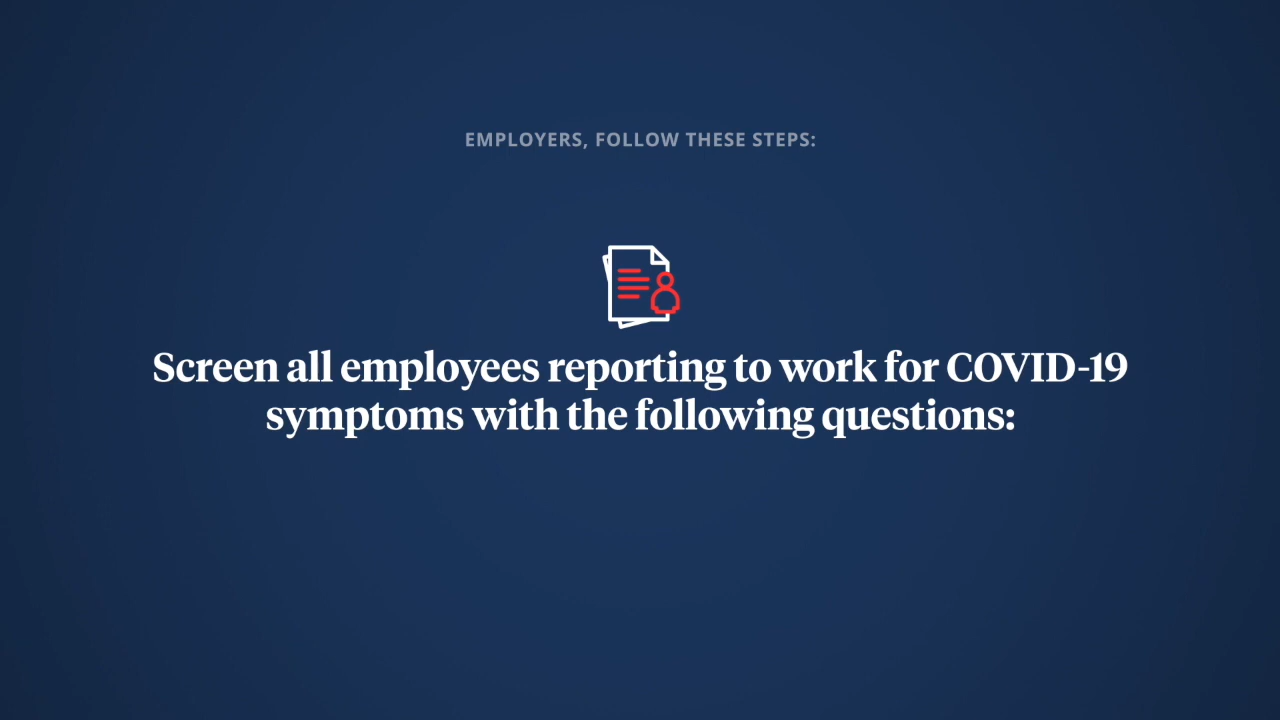 EMPLOYERS, FOLLOW THESE STEPS:
Screen all employees reporting to work for COVID-19
symptoms with the following questions: